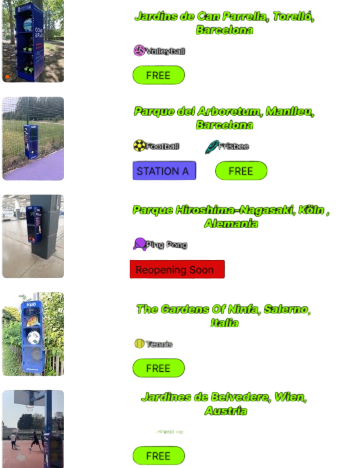 Jardins de Can Parrella, Torelló,
Barcelona
Volleyball
FREE
Parque del Arboretum, Manlleu,
Barcelona
Football Frisbee
STATION A FREE
Parque Hiroshima-Nagasaki, Köln ,
Alemania
Ping Pong
Reopening Soon
The Gardens Of Ninfa, Salerno,
Italia
Tennis
FREE
Jardines de Belvedere, Wien,
Austria
FREE